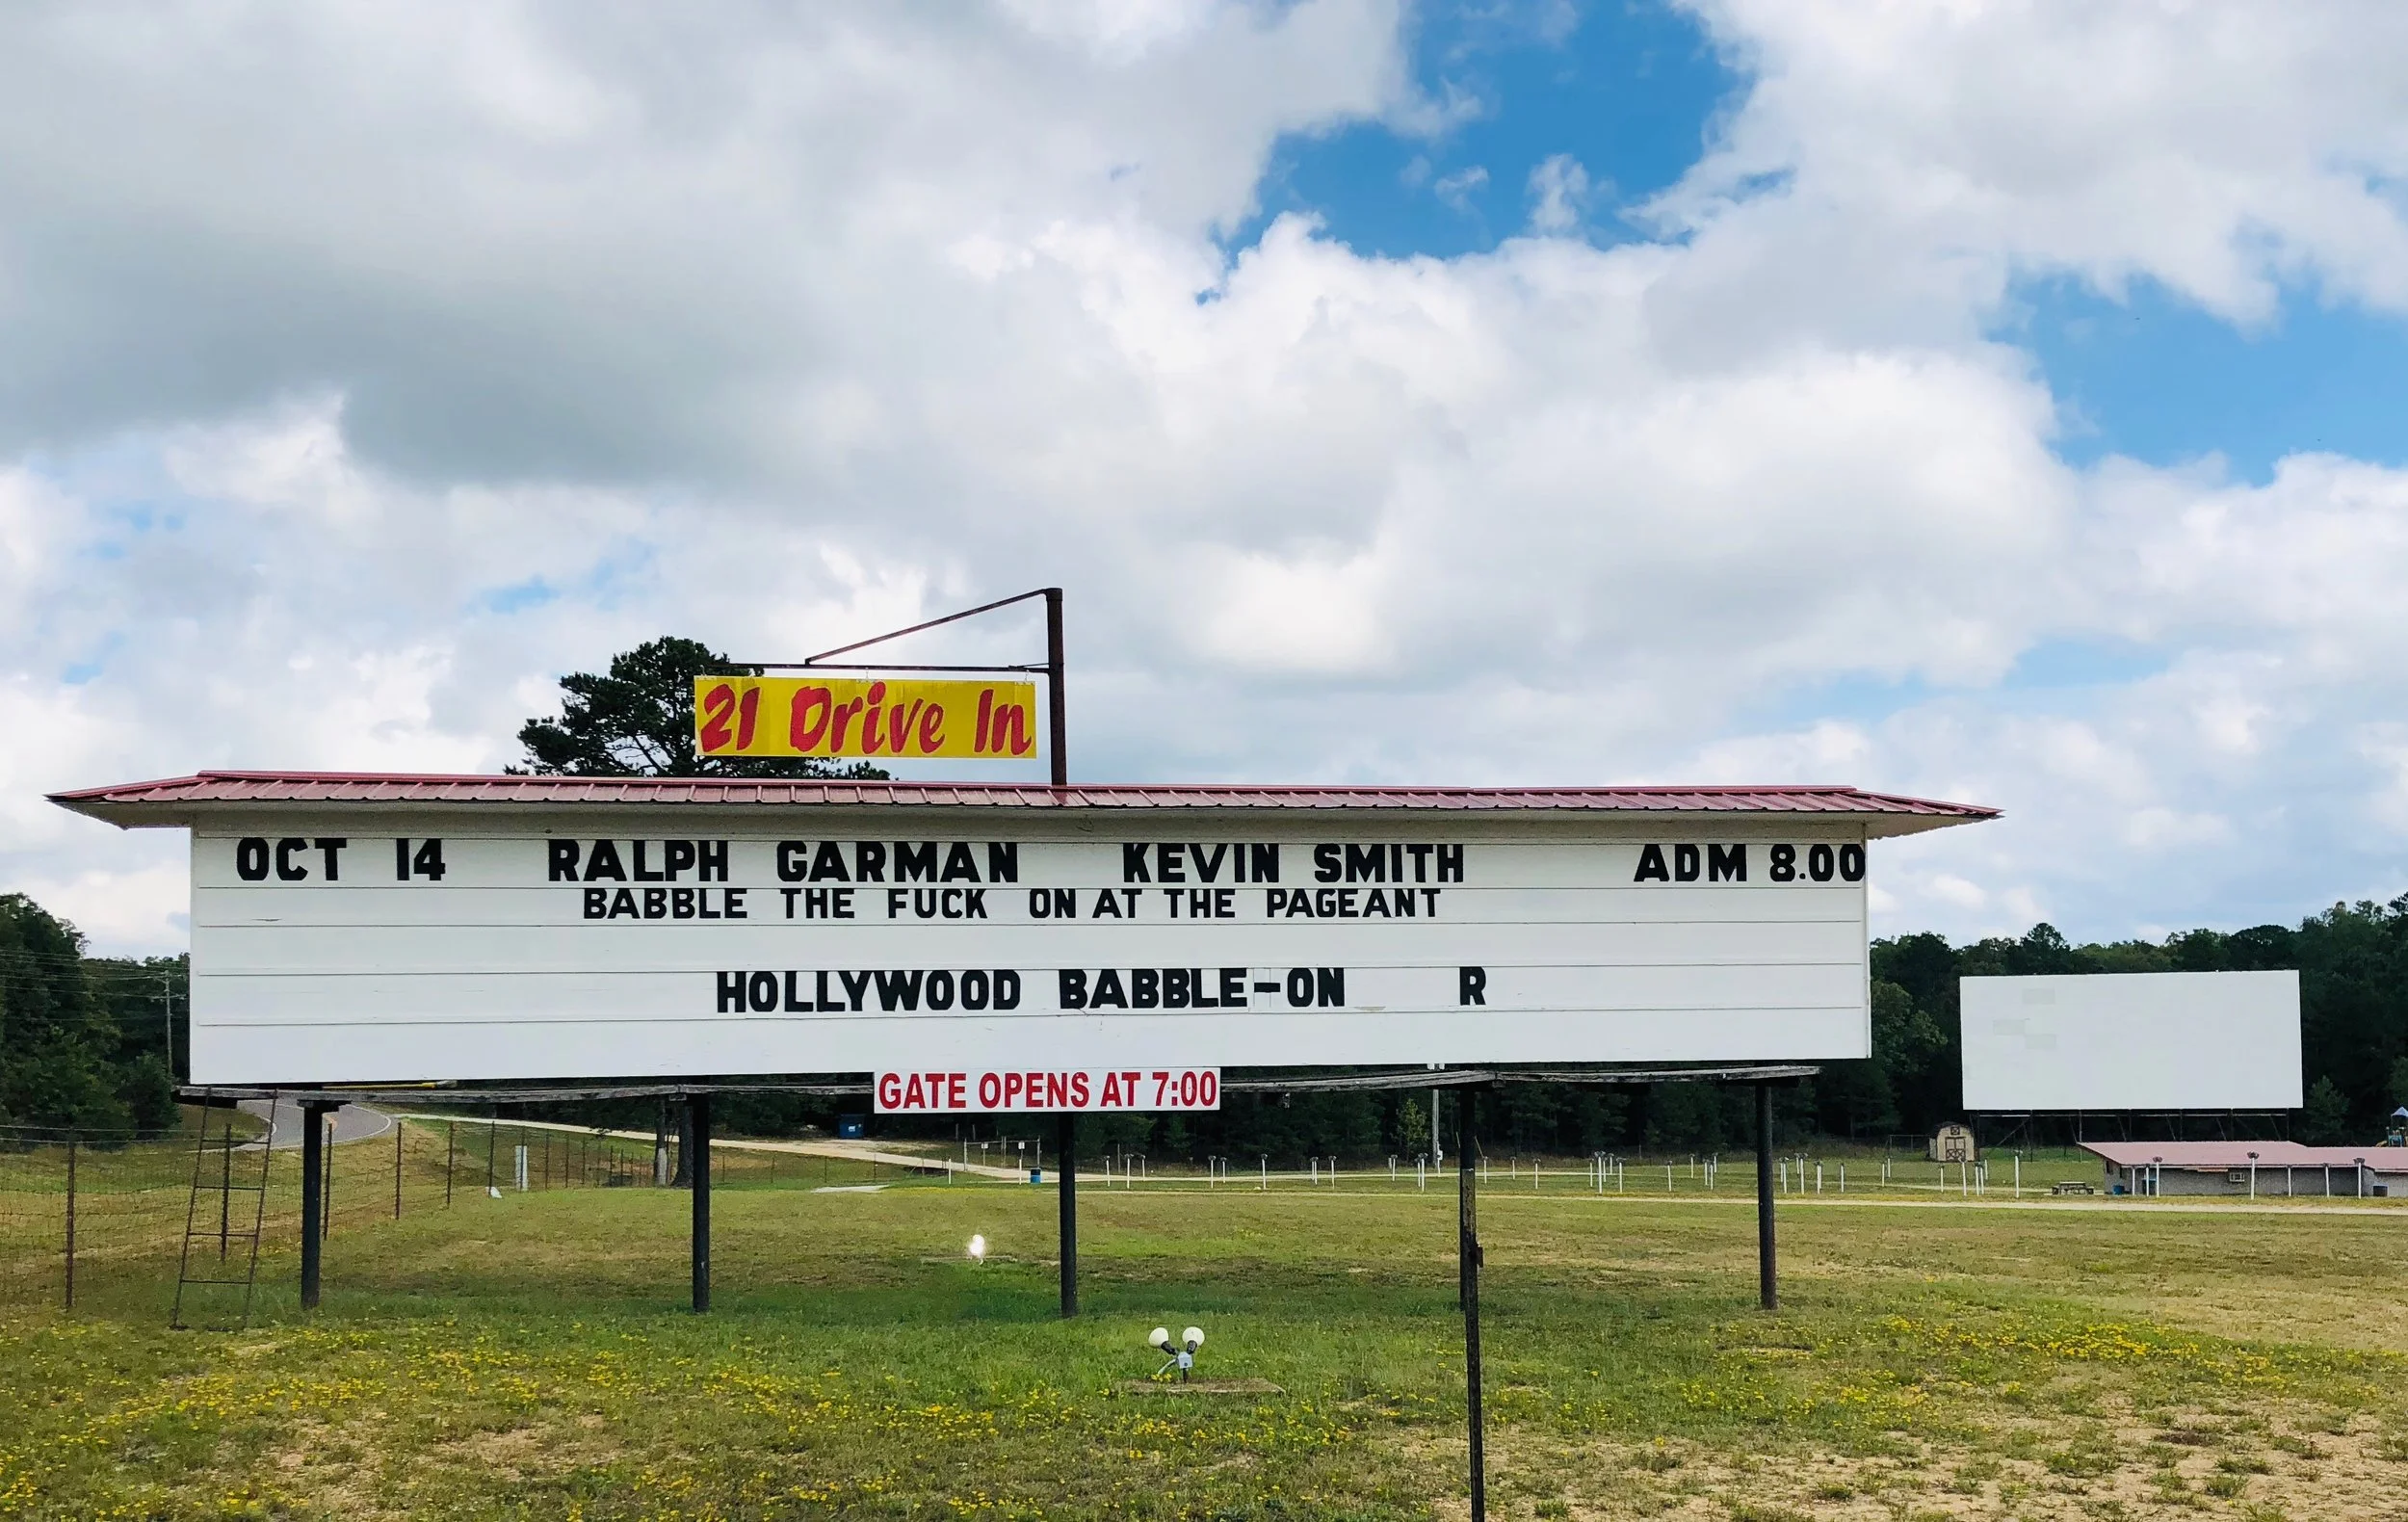 21 Drive In
OCT 14 RALPH GARMAN KEVIN SMITH ADM 8.00
BABBLE THE FUCK ON AT THE PAGEANT
HOLLYWOOD BABBLE-ON R
GATE OPENS AT 7:00